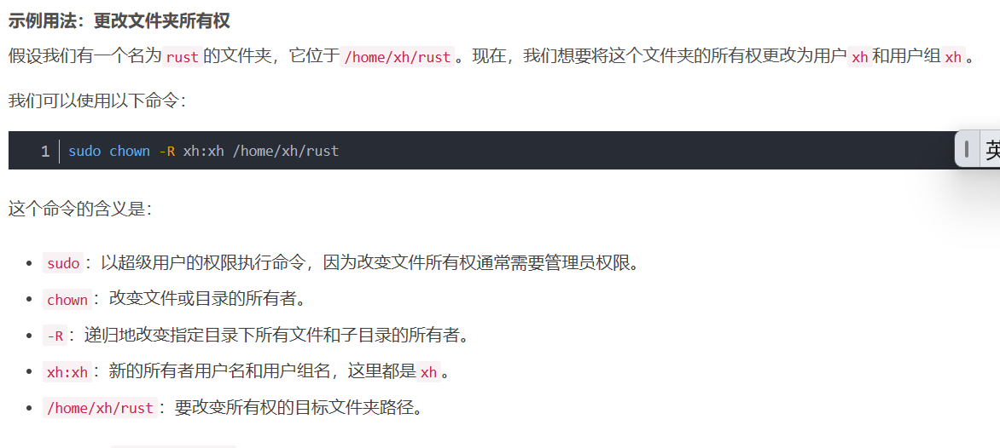 示例用法：更改文件夹所有权
假设我们有一个名为 rust 的文件夹，它位于 /home/xh/rust 。现在，我们想要将这个文件夹的所有权更改为用户 xh 和用户组 xh 。
我们可以使用以下命令：
1 sudo chown -R xh:xh /home/xh/rust
英
这个命令的含义是：
• sudo ：以超级用户的权限执行命令，因为改变文件所有权通常需要管理员权限。
• chown ：改变文件或目录的所有者。
• -R ：递归地改变指定目录下所有文件和子目录的所有者。
• xh:xh ：新的所有者用户名和用户组名，这里都是 xh 。
• /home/xh/rust ：要改变所有权的目标文件夹路径。